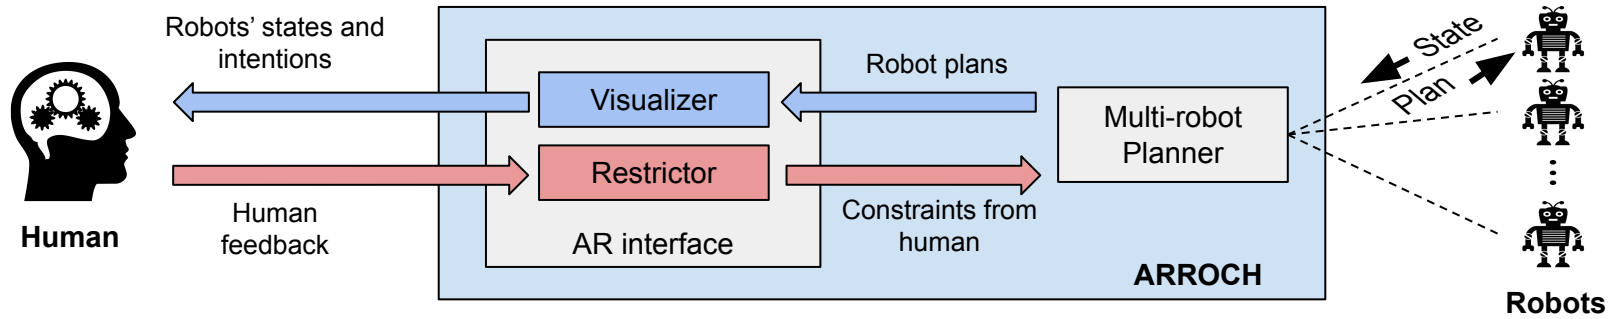 Robots’ states and
intentions
Human
feedback
Human
Visualizer
Restrictor
AR interface
Robot plans
Constraints from
human
Multi-robot
Planner
ARROCH
State
Plan
Robots